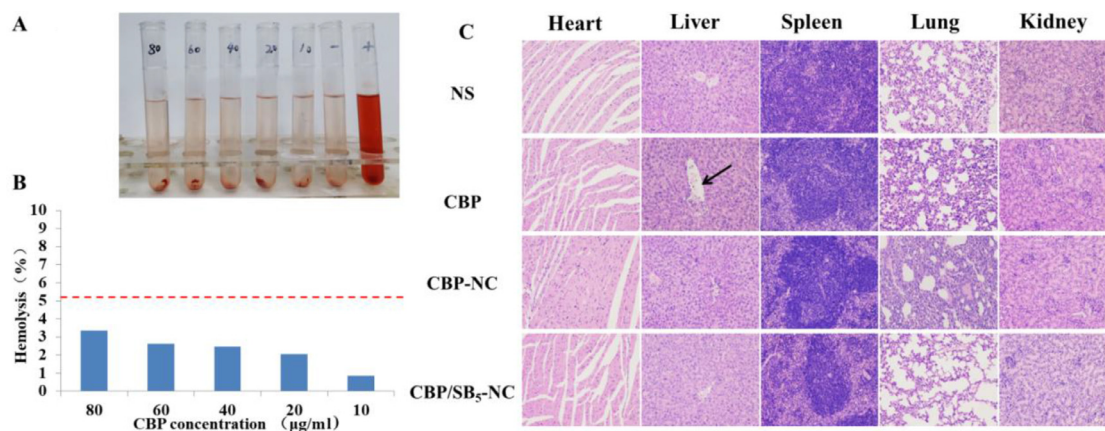 A
80 60 40 20 10 - +
B
Hemolysis (%)
10
9
8
7
6
5
4
3
2
1
0
80 60 40 20 10
CBP concentration (μg/ml)
C
Heart Liver Spleen Lung Kidney
NS
CBP
CBP-NC
CBP/SB₅-NC